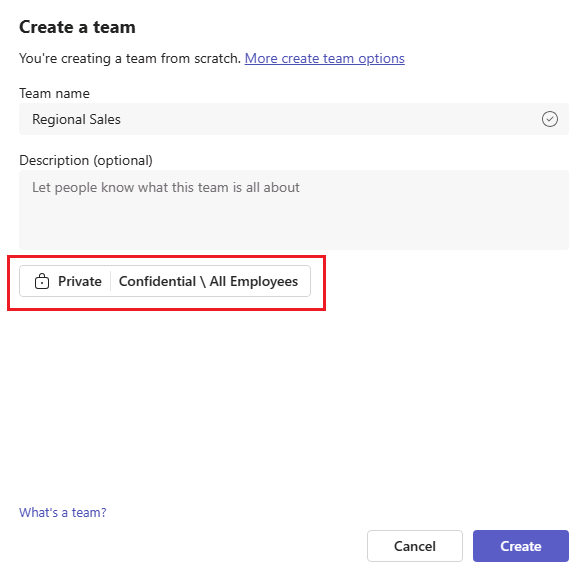 Create a team
You're creating a team from scratch. More create team options
Team name
Regional Sales
Description (optional)
Let people know what this team is all about
Private Confidential \ All Employees
What's a team?
Cancel Create